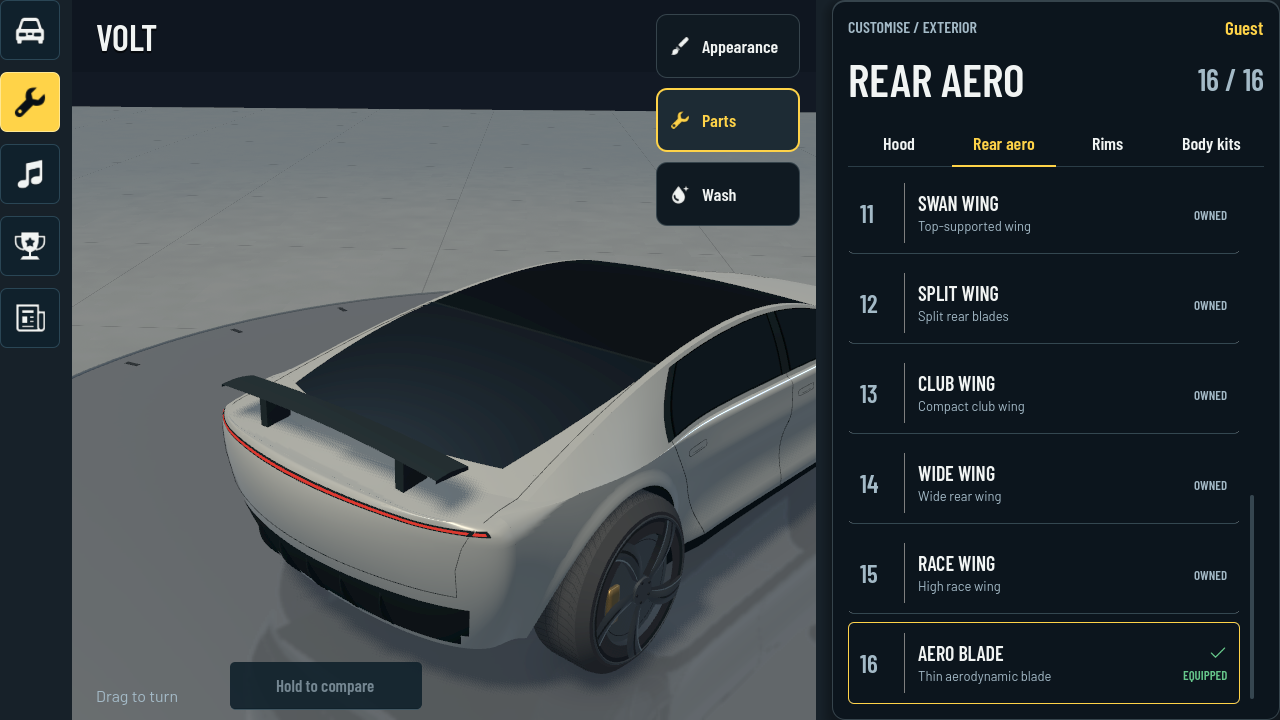 VOLT
Appearance
Parts
Wash
Drag to turn
Hold to compare
CUSTOMISE / EXTERIOR
Guest
REAR AERO
16 / 16
Hood
Rear aero
Rims
Body kits
11
SWAN WING
Top-supported wing
OWNED
12
SPLIT WING
Split rear blades
OWNED
13
CLUB WING
Compact club wing
OWNED
14
WIDE WING
Wide rear wing
OWNED
15
RACE WING
High race wing
OWNED
16
AERO BLADE
Thin aerodynamic blade
EQUIPPED